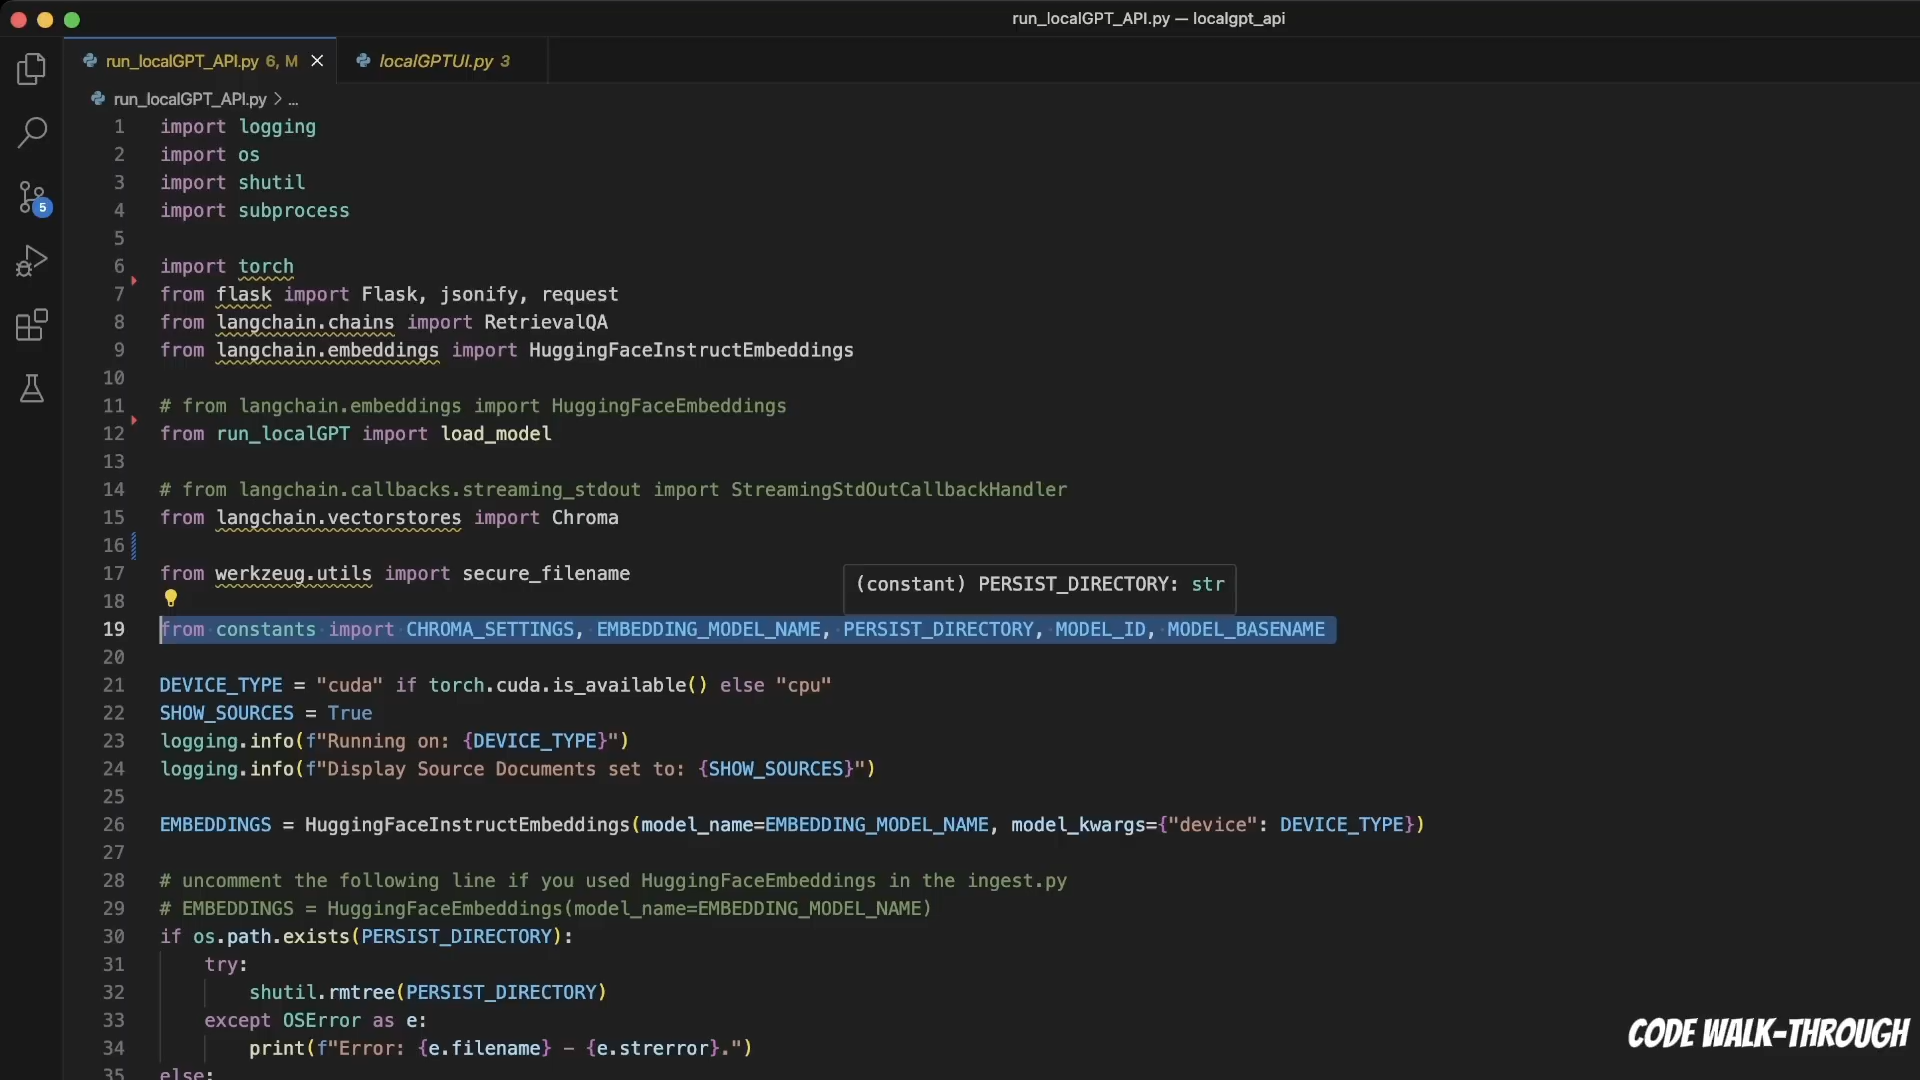 run_localGPT_API.py — localgpt_api
run_localGPT_API.py 6, M
localGPTUI.py 3
run_localGPT_API.py > ...
5
1 import logging
2 import os
3 import shutil
4 import subprocess
5
6 import torch
7 from flask import Flask, jsonify, request
8 from langchain.chains import RetrievalQA
9 from langchain.embeddings import HuggingFaceInstructEmbeddings
10
11 # from langchain.embeddings import HuggingFaceEmbeddings
12 from run_localGPT import load_model
13
14 # from langchain.callbacks.streaming_stdout import StreamingStdOutCallbackHandler
15 from langchain.vectorstores import Chroma
16
17 from werkzeug.utils import secure_filename
(constant) PERSIST_DIRECTORY: str
18
19 from constants import CHROMA_SETTINGS, EMBEDDING_MODEL_NAME, PERSIST_DIRECTORY, MODEL_ID, MODEL_BASENAME
20
21 DEVICE_TYPE = "cuda" if torch.cuda.is_available() else "cpu"
22 SHOW_SOURCES = True
23 logging.info(f"Running on: {DEVICE_TYPE}")
24 logging.info(f"Display Source Documents set to: {SHOW_SOURCES}")
25
26 EMBEDDINGS = HuggingFaceInstructEmbeddings(model_name=EMBEDDING_MODEL_NAME, model_kwargs={"device": DEVICE_TYPE})
27
28 # uncomment the following line if you used HuggingFaceEmbeddings in the ingest.py
29 # EMBEDDINGS = HuggingFaceEmbeddings(model_name=EMBEDDING_MODEL_NAME)
30 if os.path.exists(PERSIST_DIRECTORY):
31 try:
32 shutil.rmtree(PERSIST_DIRECTORY)
33 except OSError as e:
34 print(f"Error: {e.filename} - {e.strerror}.")
35 else:
CODE WALK-THROUGH